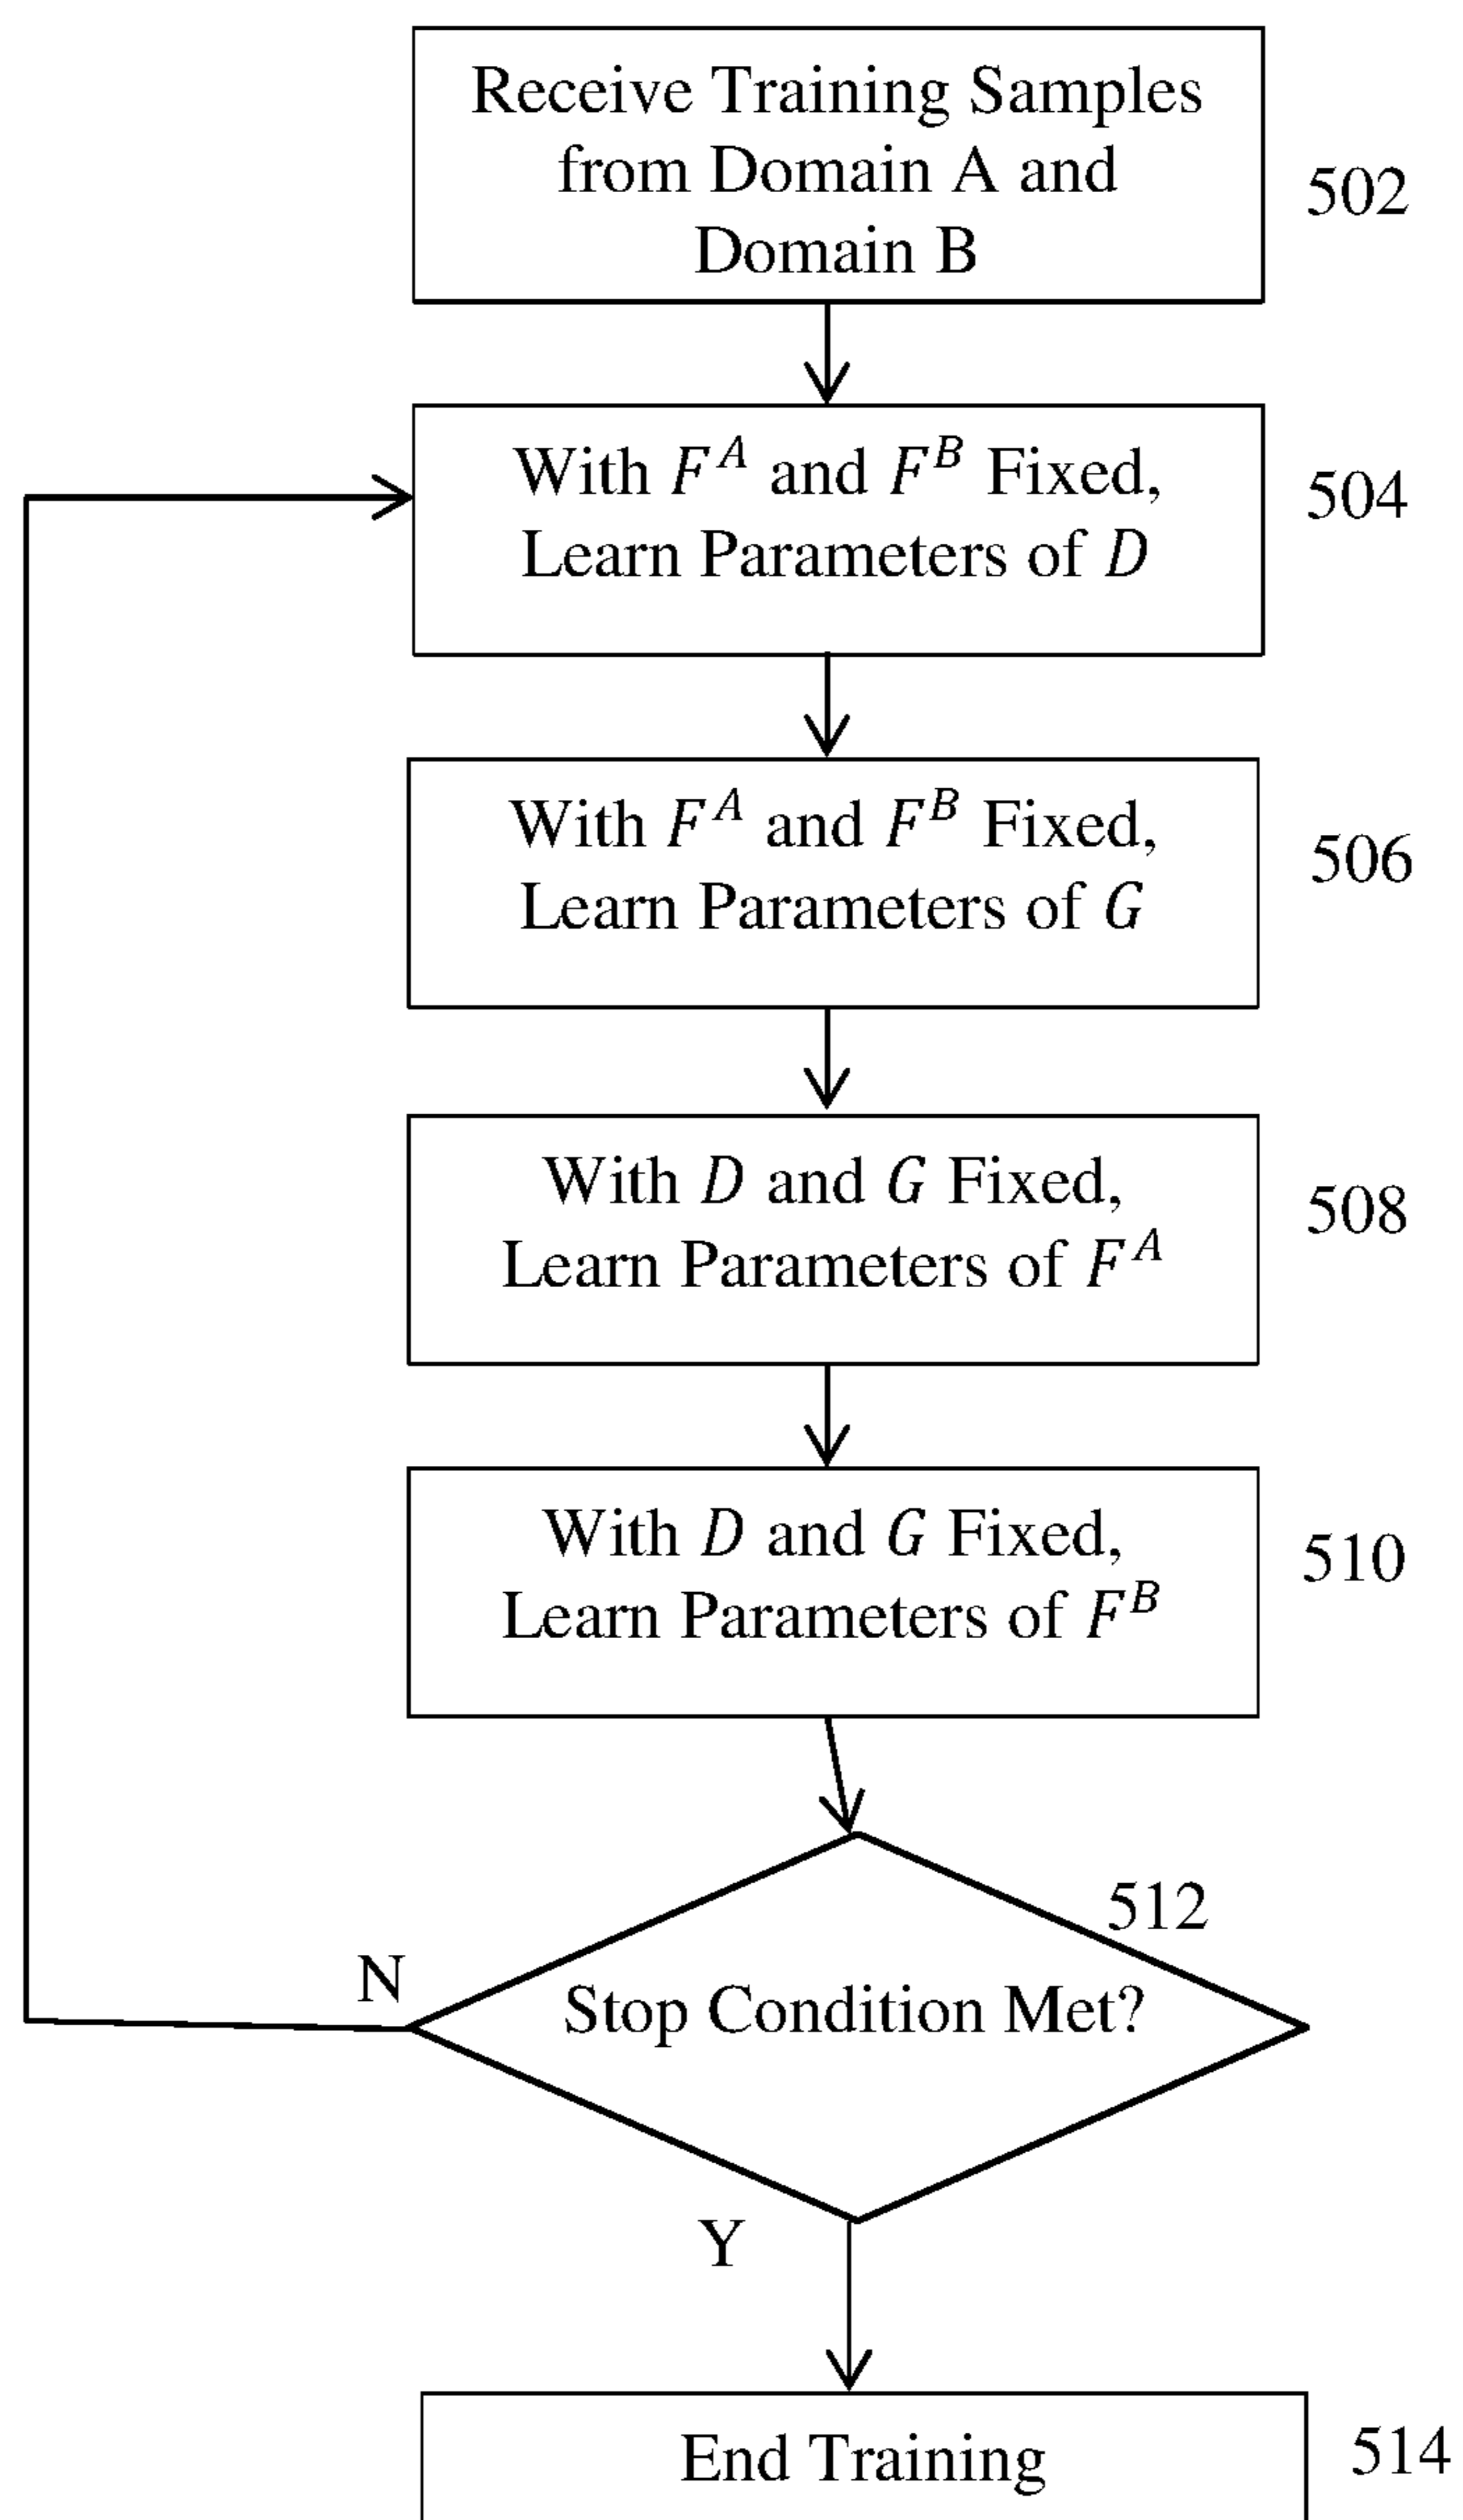 Receive Training Samples
from Domain A and
Domain B
502
With F^A and F^B Fixed,
Learn Parameters of D
504
With F^A and F^B Fixed,
Learn Parameters of G
506
With D and G Fixed,
Learn Parameters of F^A
508
With D and G Fixed,
Learn Parameters of F^B
510
512
N
Stop Condition Met?
Y
End Training
514